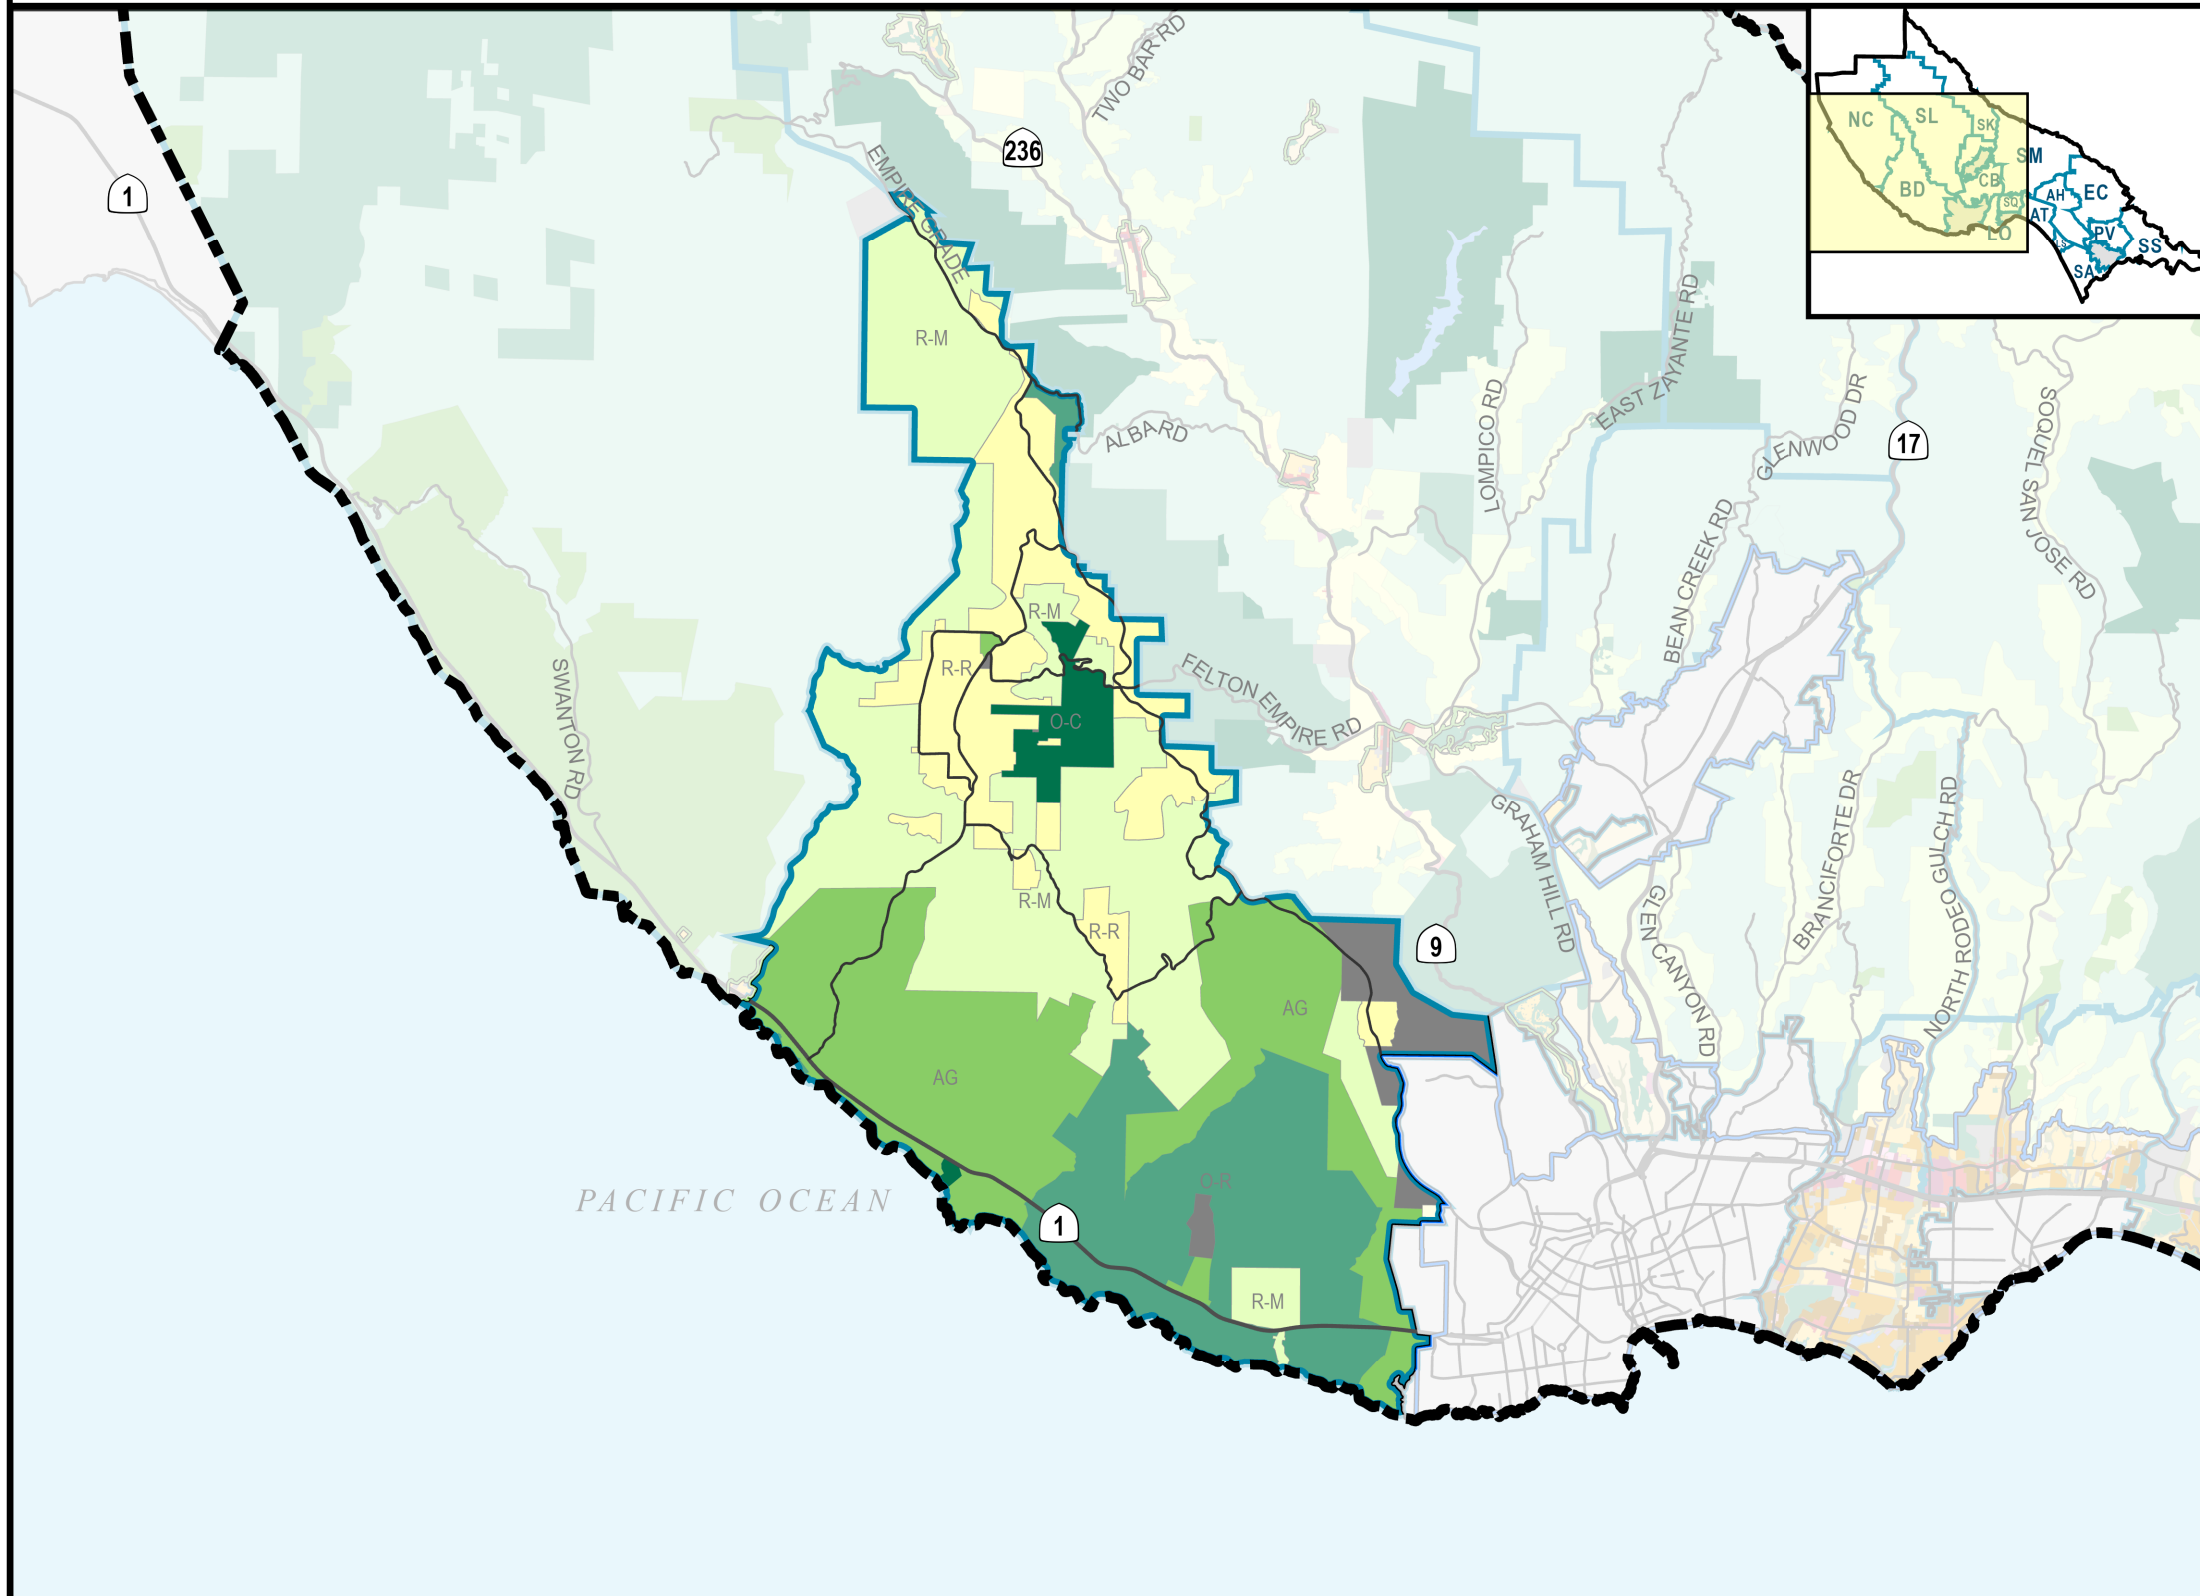 TWO BAR RD
236
1
EMPIRE GRADE
NC
SL
SK
SM
BD
CB
AH
EC
SQ
AT
LO
PV
SS
LS
SA
R-M
EAST ZAYANTE RD
LOMPICO RD
GLENWOOD DR
17
SOQUEL SAN JOSE RD
ALBA RD
BEAN CREEK RD
R-M
R-R
SWANTON RD
FELTON EMPIRE RD
O-C
GRAHAM HILL RD
BRANCIFORTE DR
NORTH RODEO GULCH RD
R-M
R-R
9
GLEN CANYON RD
AG
AG
PACIFIC OCEAN
O-R
1
R-M